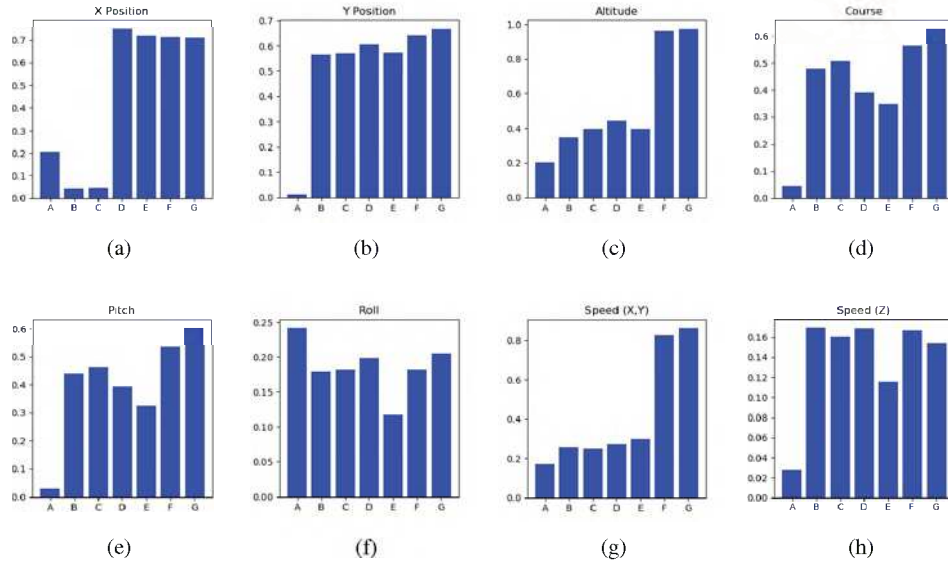 X Position
0.7
0.6
0.5
0.4
0.3
0.2
0.1
0.0
A B C D E F G
(a)
Y Position
0.7
0.6
0.5
0.4
0.3
0.2
0.1
0.0
A B C D E F G
(b)
Altitude
1.0
0.8
0.6
0.4
0.2
0.0
A B C D E F G
(c)
Course
0.6
0.5
0.4
0.3
0.2
0.1
0.0
A B C D E F G
(d)
Pitch
0.6
0.5
0.4
0.3
0.2
0.1
0.0
A B C D E F G
(e)
Roll
0.25
0.20
0.15
0.10
0.05
0.00
A B C D E F G
(f)
Speed (X,Y)
0.8
0.6
0.4
0.2
0.0
A B C D E F G
(g)
Speed (Z)
0.16
0.14
0.12
0.10
0.08
0.06
0.04
0.02
0.00
A B C D E F G
(h)